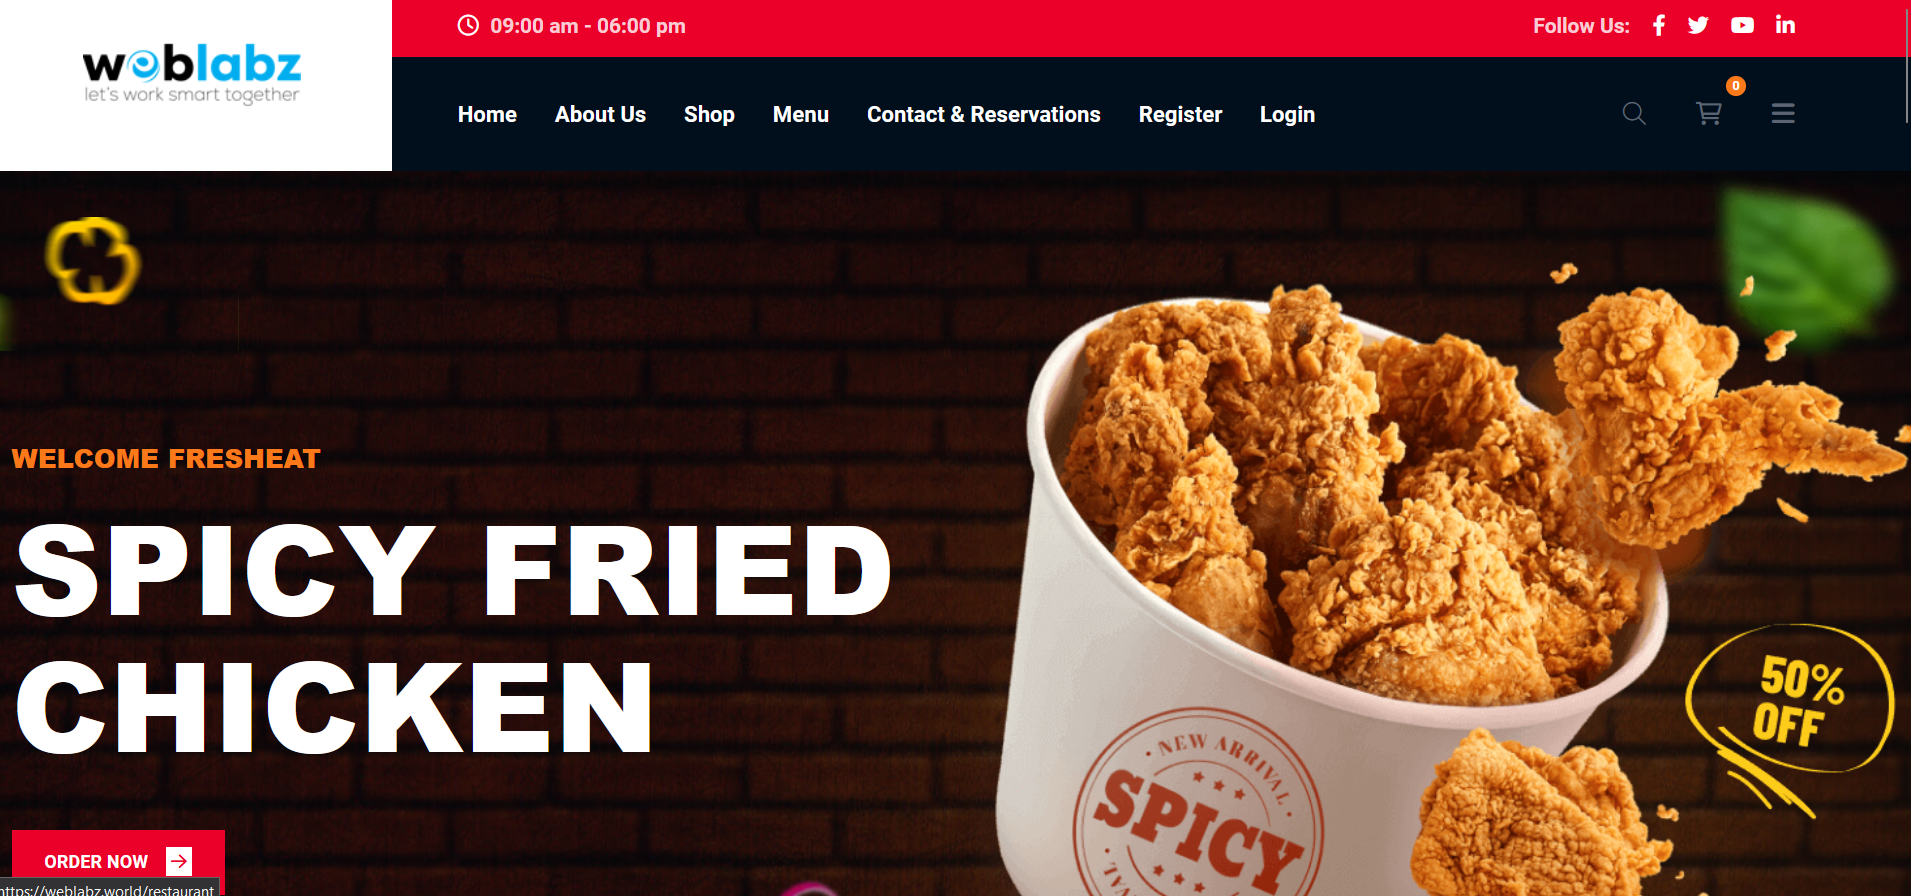 weblabz
let's work smart together
09:00 am - 06:00 pm
Follow Us:
Home About Us Shop Menu Contact & Reservations Register Login
0
WELCOME FRESHEAT
SPICY FRIED
CHICKEN
50%
OFF
NEW ARRIVAL
SPICY
ORDER NOW
https://weblabz.world/restaurant